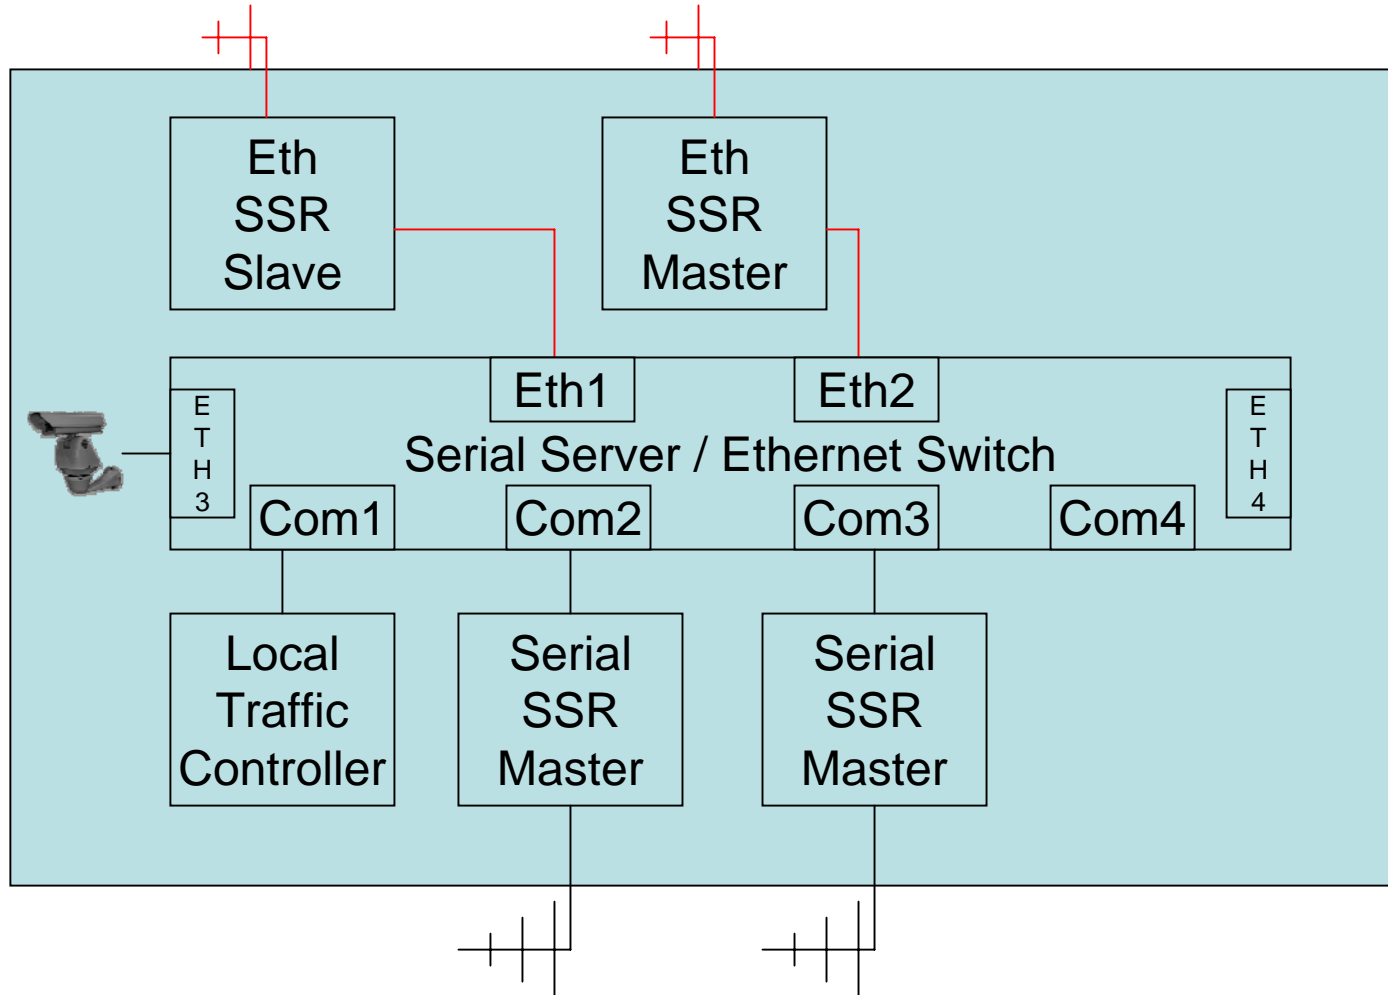 Eth
SSR
Slave
Eth
SSR
Master
Eth1
Eth2
E
T
H
3
E
T
H
4
Serial Server / Ethernet Switch
Com1
Com2
Com3
Com4
Local
Traffic
Controller
Serial
SSR
Master
Serial
SSR
Master